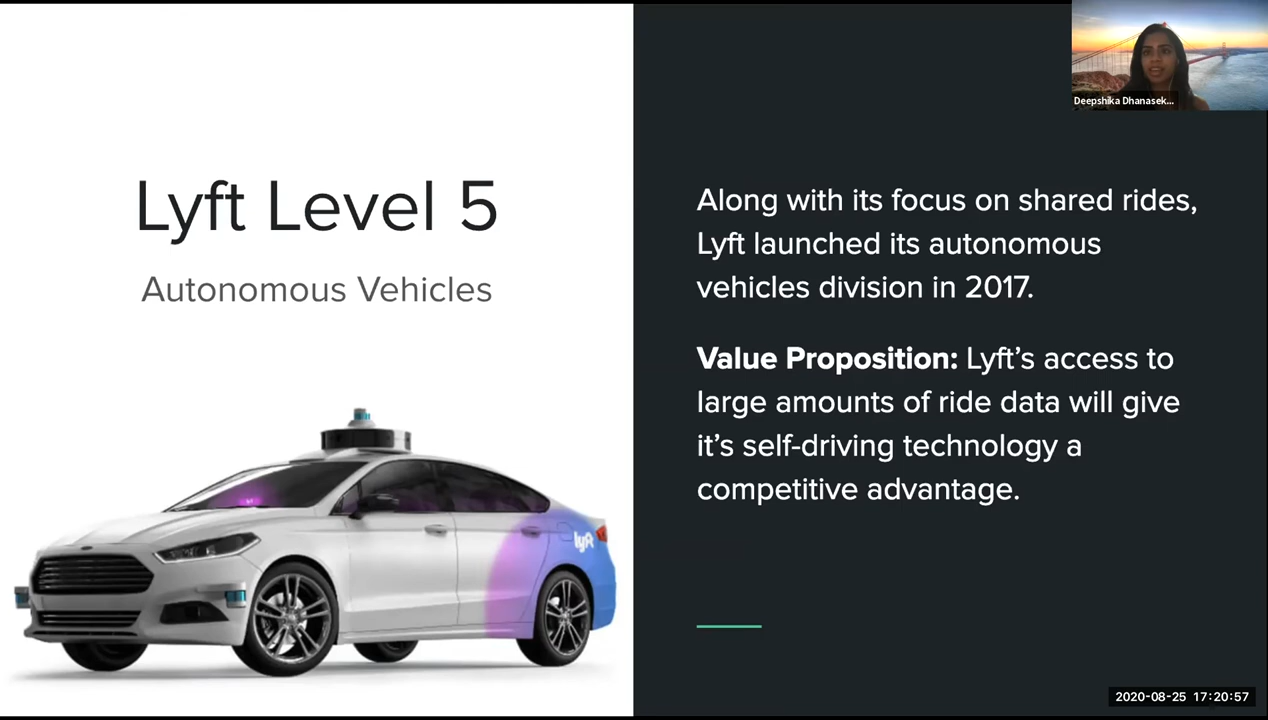 Lyft Level 5
Autonomous Vehicles
lyft
Along with its focus on shared rides,
Lyft launched its autonomous
vehicles division in 2017.
Value Proposition: Lyft’s access to
large amounts of ride data will give
it’s self-driving technology a
competitive advantage.
Deepshika Dhanasek...
2020-08-25 17:20:57